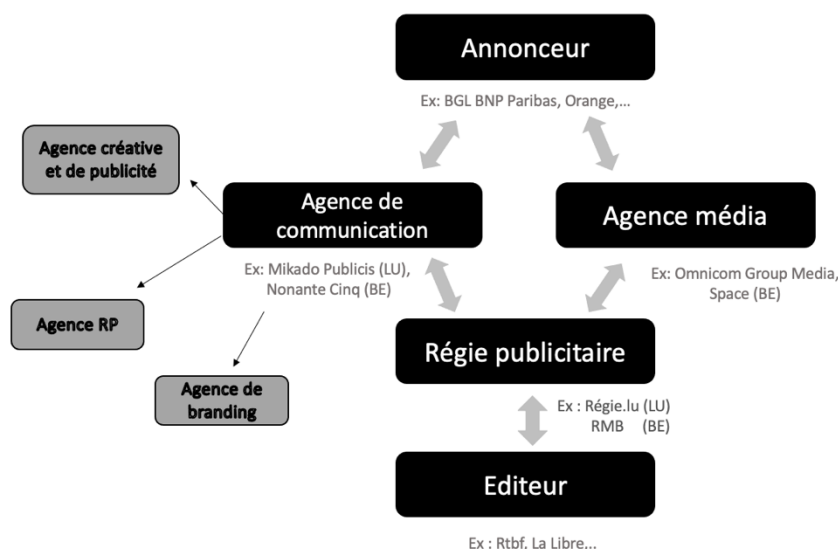 Annonceur
Ex: BGL BNP Paribas, Orange,...
Agence créative
et de publicité
Agence de
communication
Agence média
Ex: Mikado Publicis (LU),
Nonante Cinq (BE)
Ex: Omnicom Group Media,
Space (BE)
Agence RP
Régie publicitaire
Agence de
branding
Ex : Régie.lu (LU)
RMB (BE)
Editeur
Ex : Rtbf, La Libre...